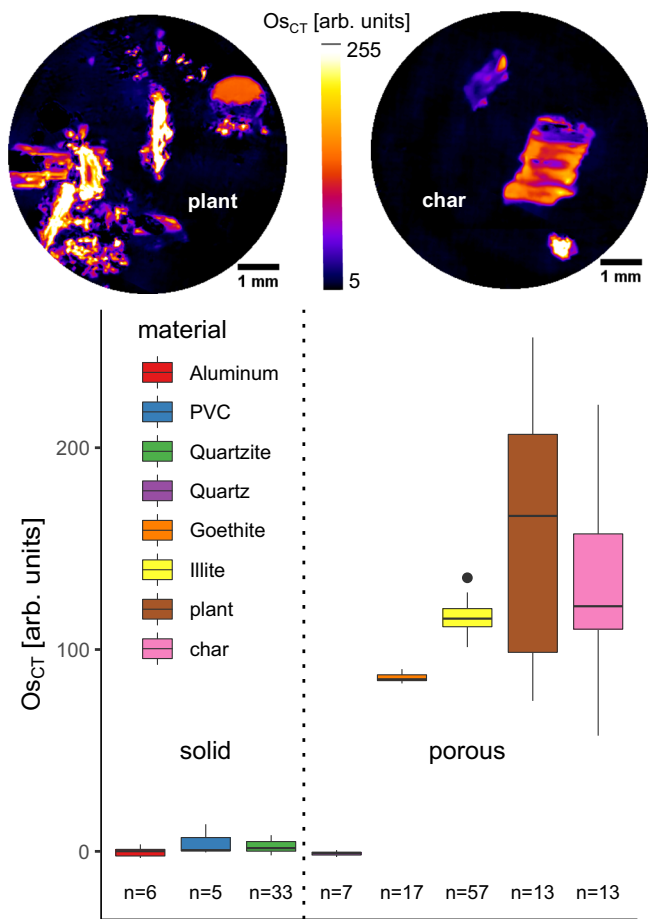 Os_CT [arb. units]
255
5
plant
char
1 mm
1 mm
material
Aluminum
PVC
Quartzite
Quartz
Goethite
Illite
plant
char
Os_CT [arb. units]
200
100
0
solid
porous
n=6 n=5 n=33 n=7 n=17 n=57 n=13 n=13